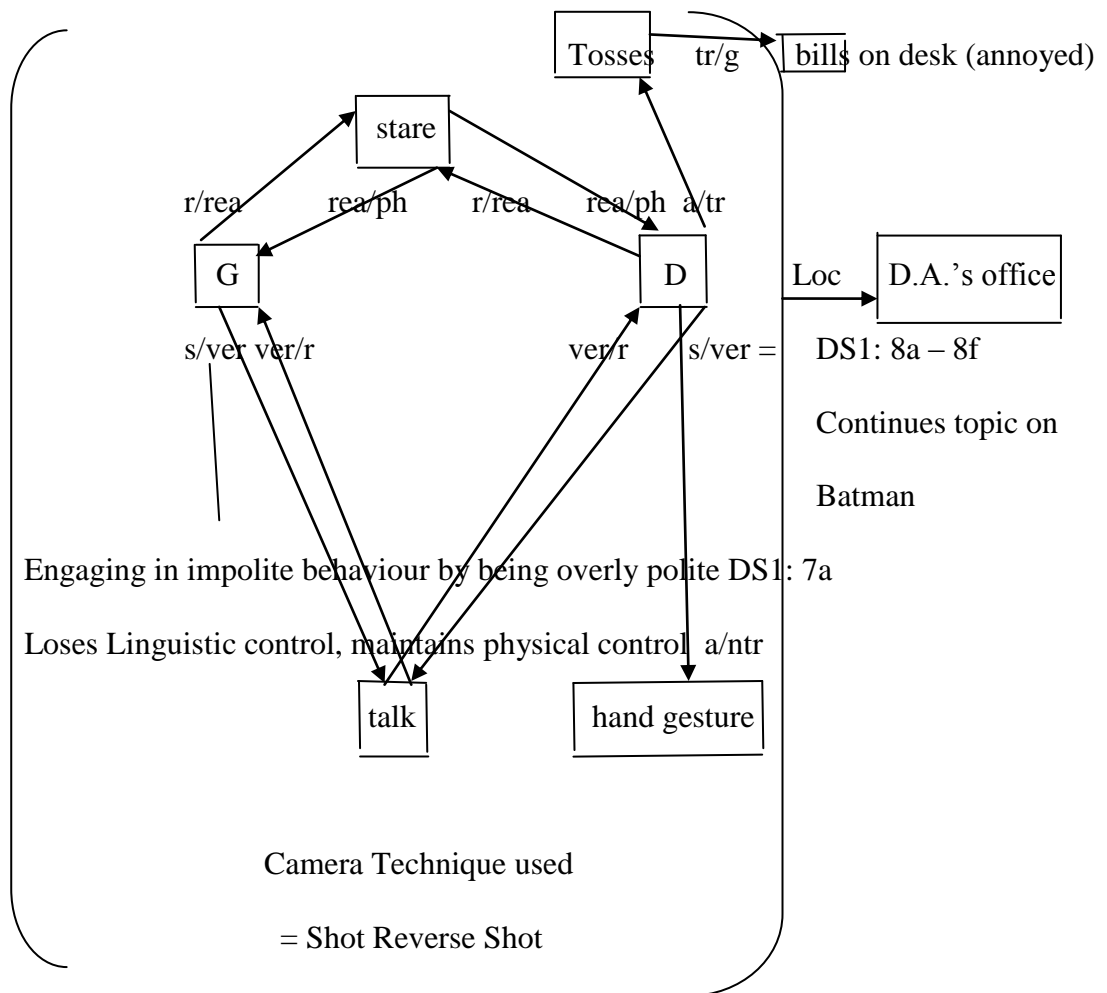 Tosses tr/g bills on desk (annoyed)
stare
r/rea rea/ph r/rea rea/ph a/tr
G D Loc D.A.’s office
s/ver ver/r ver/r s/ver = DS1: 8a – 8f
Continues topic on
Batman
Engaging in impolite behaviour by being overly polite DS1: 7a
Loses Linguistic control, maintains physical control a/ntr
talk hand gesture
Camera Technique used
= Shot Reverse Shot